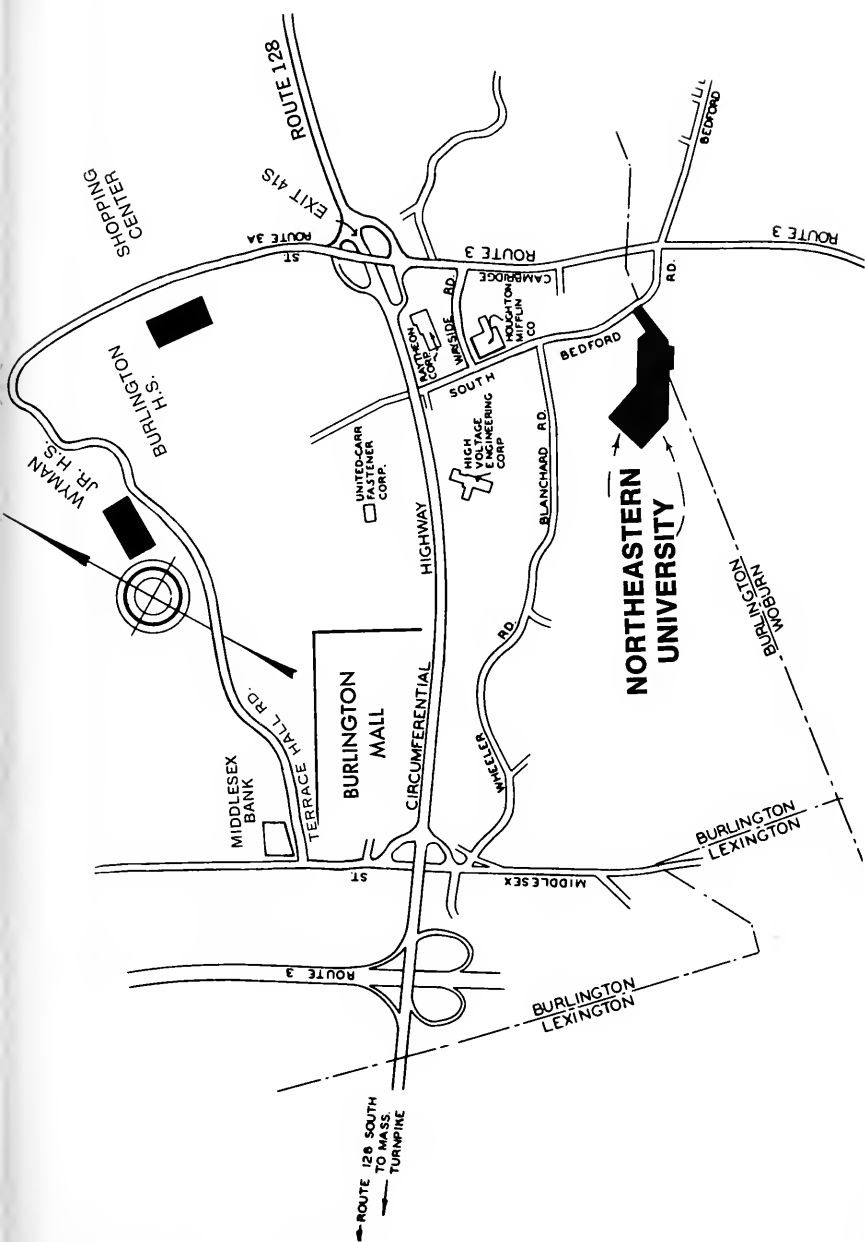 ROUTE 128
SHOPPING
CENTER
EXIT 41S
ROUTE 3A
ST.
BURLINGTON
H.S.
WYMAN
JR. H.S.
ROUTE 3
CAMBRIDGE
RAYTHEON
CORP.
WAYSIDE RD.
HOUGHTON
MIFFLIN
CO
SOUTH
BEDFORD
RD.
BEDFORD
ROUTE 3
UNITED-CARR
FASTENER
CORP.
HIGH
VOLTAGE
ENGINEERING
CORP
HIGHWAY
BLANCHARD RD.
NORTHEASTERN
UNIVERSITY
BURLINGTON
WOBURN
TERRACE HALL RD.
MIDDLESEX
BANK
BURLINGTON
MALL
CIRCUMFERENTIAL
WHEELER RD.
ST.
MIDDLESEX
BURLINGTON
LEXINGTON
ROUTE 3
BURLINGTON
LEXINGTON
ROUTE 128 SOUTH
TO MASS.
TURNPIKE